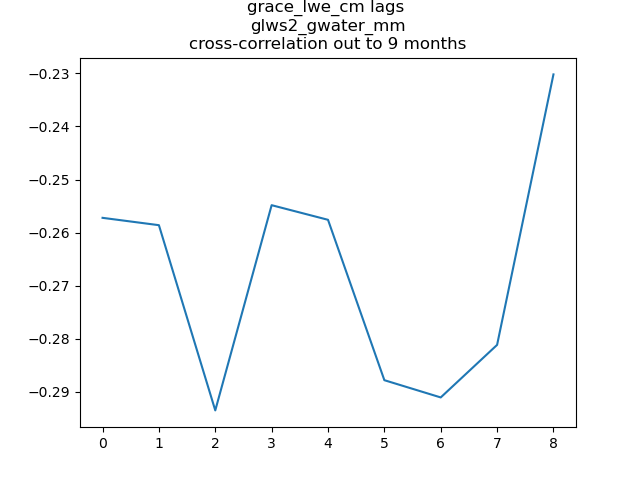 grace_lwe_cm lags
glws2_gwater_mm
cross-correlation out to 9 months
−0.23
−0.24
−0.25
−0.26
−0.27
−0.28
−0.29
0 1 2 3 4 5 6 7 8